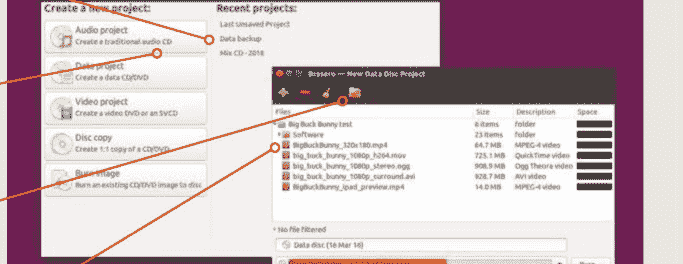 Create a new project:
Audio project
Create a traditional audio CD
Data project
Create a data CD/DVD
Video project
Create a video DVD or an SVCD
Disc copy
Create 1:1 copy of a CD/DVD
Burn image
Burn an existing CD/DVD image to disc
Recent projects:
Last Unsaved Project
Data backup
Mix CD - 2016
Brasero — New Data Disc Project
Files Size Description Space
Big Buck Bunny test 6 items folder
Software 23 items folder
BigBuckBunny_320x180.mp4 64.7 MB MPEG-4 video
big_buck_bunny_1080p_h264.mov 725.1 MB QuickTime video
big_buck_bunny_1080p_stereo.ogg 908.9 MB Ogg Theora video
big_buck_bunny_1080p_surround.avi 928.7 MB AVI video
BigBuckBunny_ipad_preview.mp4 14.0 MB MPEG-4 video
No file filtered
Data disc (16 Mar 16)